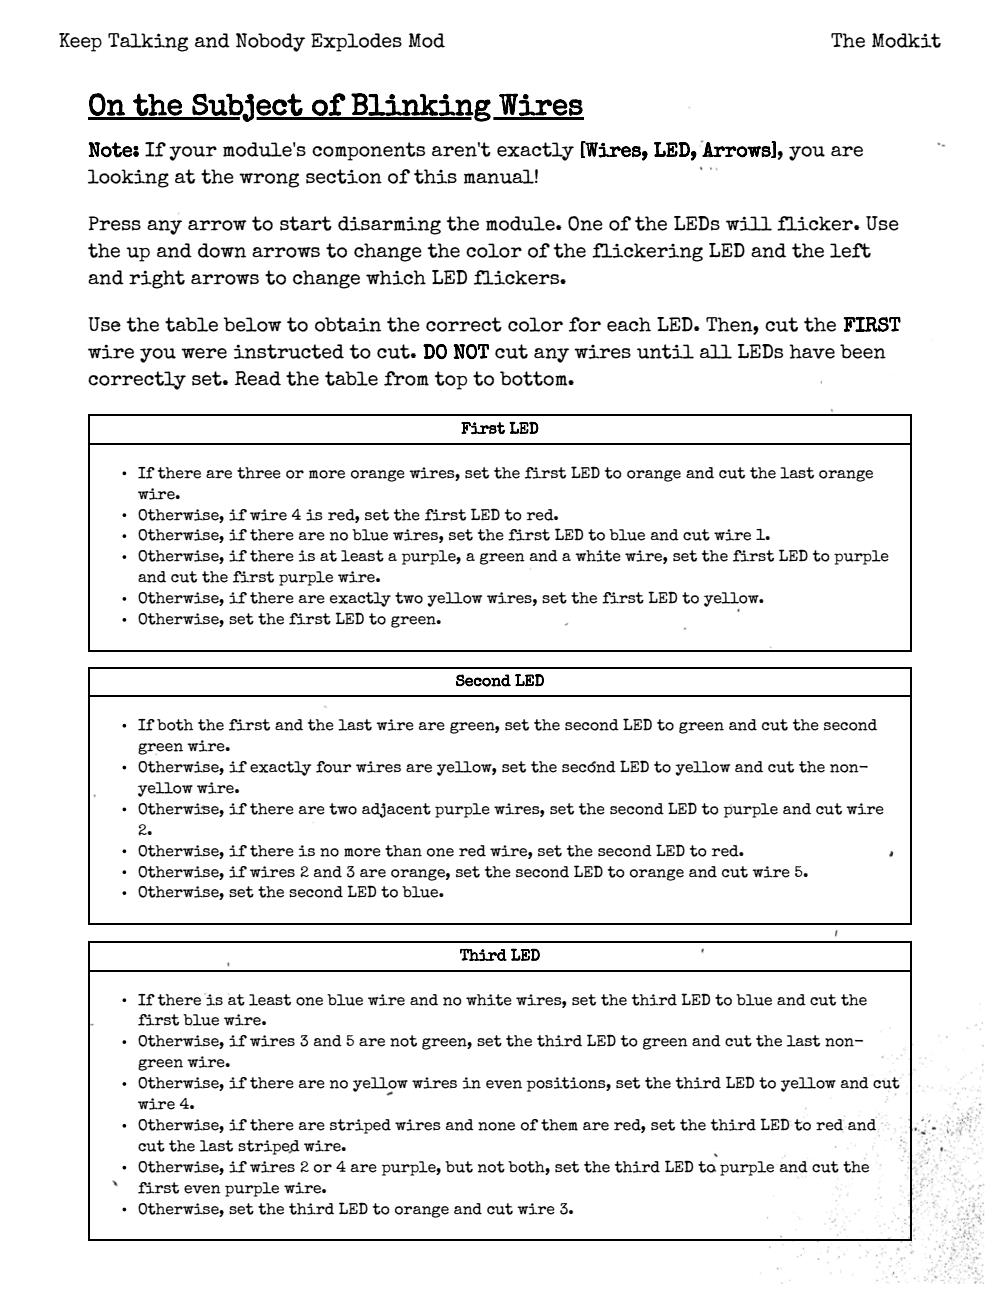 Keep Talking and Nobody Explodes Mod
The Modkit
On the Subject of Blinking Wires
Note: If your module's components aren't exactly [Wires, LED, Arrows], you are
looking at the wrong section of this manual!
Press any arrow to start disarming the module. One of the LEDs will flicker. Use
the up and down arrows to change the color of the flickering LED and the left
and right arrows to change which LED flickers.
Use the table below to obtain the correct color for each LED. Then, cut the FIRST
wire you were instructed to cut. DO NOT cut any wires until all LEDs have been
correctly set. Read the table from top to bottom.
First LED
• If there are three or more orange wires, set the first LED to orange and cut the last orange
wire.
• Otherwise, if wire 4 is red, set the first LED to red.
• Otherwise, if there are no blue wires, set the first LED to blue and cut wire 1.
• Otherwise, if there is at least a purple, a green and a white wire, set the first LED to purple
and cut the first purple wire.
• Otherwise, if there are exactly two yellow wires, set the first LED to yellow.
• Otherwise, set the first LED to green.
Second LED
• If both the first and the last wire are green, set the second LED to green and cut the second
green wire.
• Otherwise, if exactly four wires are yellow, set the second LED to yellow and cut the non-
yellow wire.
• Otherwise, if there are two adjacent purple wires, set the second LED to purple and cut wire
2.
• Otherwise, if there is no more than one red wire, set the second LED to red.
• Otherwise, if wires 2 and 3 are orange, set the second LED to orange and cut wire 5.
• Otherwise, set the second LED to blue.
Third LED
• If there is at least one blue wire and no white wires, set the third LED to blue and cut the
first blue wire.
• Otherwise, if wires 3 and 5 are not green, set the third LED to green and cut the last non-
green wire.
• Otherwise, if there are no yellow wires in even positions, set the third LED to yellow and cut
wire 4.
• Otherwise, if there are striped wires and none of them are red, set the third LED to red and
cut the last striped wire.
• Otherwise, if wires 2 or 4 are purple, but not both, set the third LED to purple and cut the
first even purple wire.
• Otherwise, set the third LED to orange and cut wire 3.